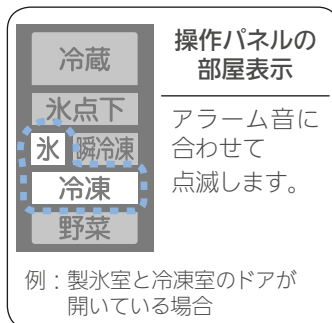 冷蔵
氷点下
氷 瞬冷凍
冷凍
野菜
操作パネルの
部屋表示
アラーム音に
合わせて
点滅します。
例：製氷室と冷凍室のドアが
開いている場合